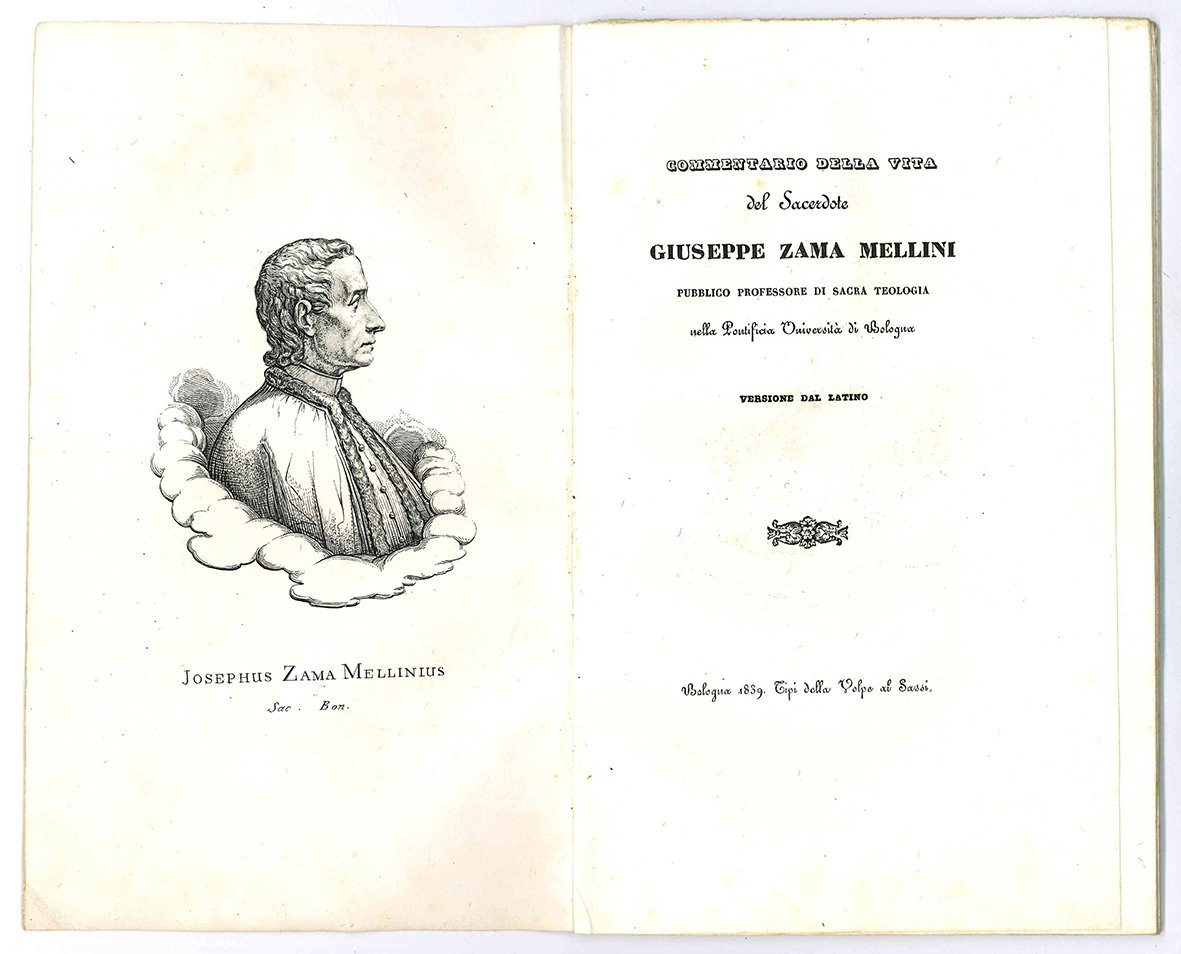 JOSEPHUS ZAMA MELLINIUS
Sac. Bon.
COMMENTARIO DELLA VITA
del Sacerdote
GIUSEPPE ZAMA MELLINI
PUBBLICO PROFESSORE DI SACRA TEOLOGIA
nella Pontificia Università di Bologna
VERSIONE DAL LATINO
Bologna 1839. Tipi della Volpe al Sassi.